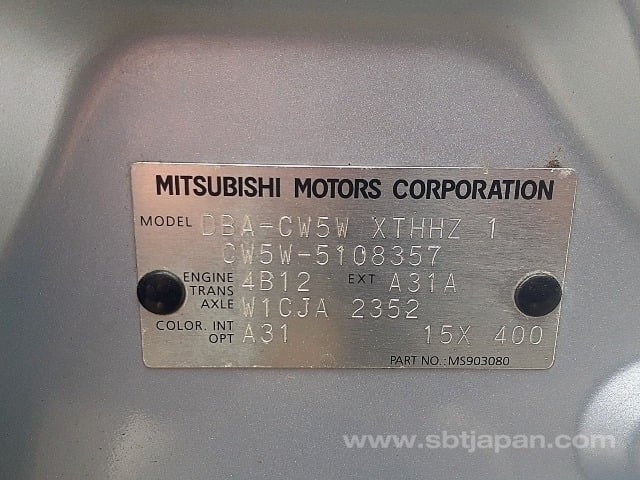 MITSUBISHI MOTORS CORPORATION
MODEL DBA-CW5W XTHHZ 1
CW5W-5108357
ENGINE 4B12 EXT A31A
TRANS
AXLE W1CJA 2352
COLOR. INT
OPT A31 15X 400
PART NO.: MS903080
www.sbtjapan.com